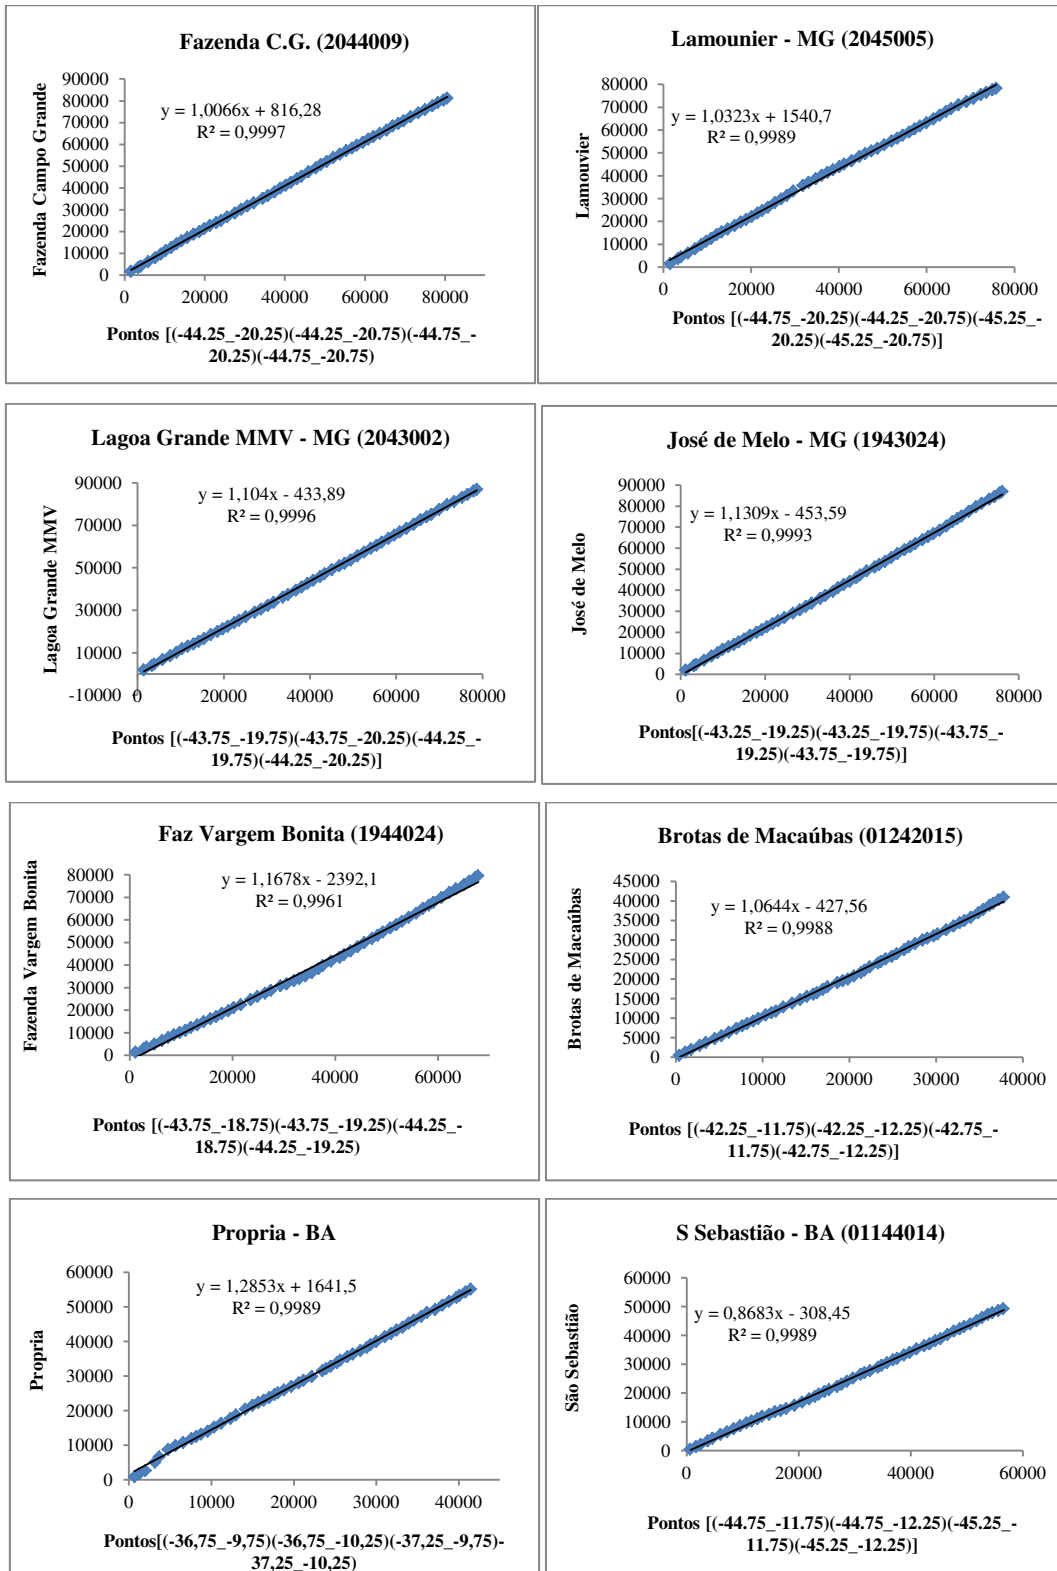 Fazenda C.G. (2044009)
y = 1,0066x + 816,28
R² = 0,9997
Fazenda Campo Grande
90000
80000
70000
60000
50000
40000
30000
20000
10000
0
0 20000 40000 60000 80000
Pontos [(-44.25_-20.25)(-44.25_-20.75)(-44.75_-
20.25)(-44.75_-20.75)
Lamounier - MG (2045005)
y = 1,0323x + 1540,7
R² = 0,9989
Lamouvier
80000
70000
60000
50000
40000
30000
20000
10000
0
0 20000 40000 60000 80000
Pontos [(-44.75_-20.25)(-44.25_-20.75)(-45.25_-
20.25)(-45.25_-20.75)]
Lagoa Grande MMV - MG (2043002)
y = 1,104x - 433,89
R² = 0,9996
Lagoa Grande MMV
90000
70000
50000
30000
10000
-10000
0 20000 40000 60000 80000
Pontos [(-43.75_-19.75)(-43.75_-20.25)(-44.25_-
19.75)(-44.25_-20.25)]
José de Melo - MG (1943024)
y = 1,1309x - 453,59
R² = 0,9993
José de Melo
90000
80000
70000
60000
50000
40000
30000
20000
10000
0
0 20000 40000 60000 80000
Pontos[(-43.25_-19.25)(-43.25_-19.75)(-43.75_-
19.25)(-43.75_-19.75)]
Faz Vargem Bonita (1944024)
y = 1,1678x - 2392,1
R² = 0,9961
Fazenda Vargem Bonita
80000
70000
60000
50000
40000
30000
20000
10000
0
0 20000 40000 60000
Pontos [(-43.75_-18.75)(-43.75_-19.25)(-44.25_-
18.75)(-44.25_-19.25)
Brotas de Macaúbas (01242015)
y = 1,0644x - 427,56
R² = 0,9988
Brotas de Macaúbas
45000
40000
35000
30000
25000
20000
15000
10000
5000
0
0 10000 20000 30000 40000
Pontos [(-42.25_-11.75)(-42.25_-12.25)(-42.75_-
11.75)(-42.75_-12.25)]
Propria - BA
y = 1,2853x + 1641,5
R² = 0,9989
Propria
60000
50000
40000
30000
20000
10000
0
0 10000 20000 30000 40000
Pontos[(-36,75_-9,75)(-36,75_-10,25)(-37,25_-9,75)-
37,25_-10,25)
S Sebastião - BA (01144014)
y = 0,8683x - 308,45
R² = 0,9989
São Sebastião
60000
50000
40000
30000
20000
10000
0
0 20000 40000 60000
Pontos [(-44.75_-11.75)(-44.75_-12.25)(-45.25_-
11.75)(-45.25_-12.25)]